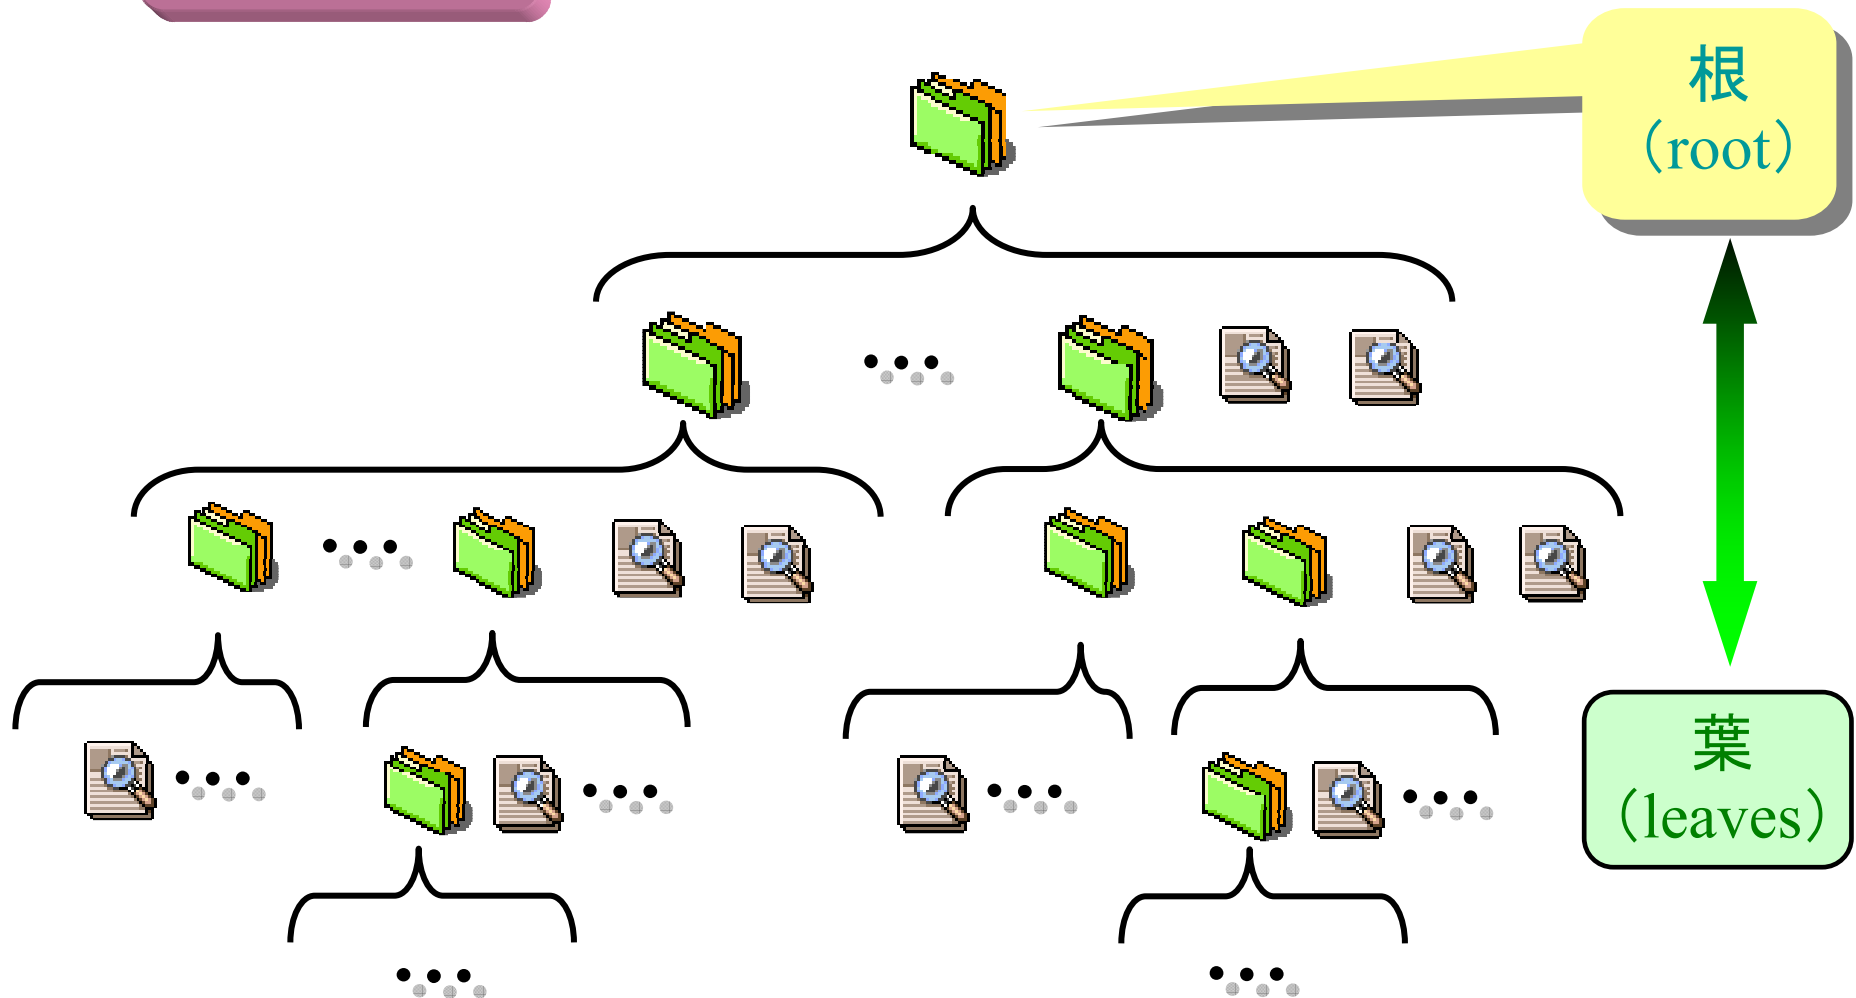 根
（root）
葉
（leaves）